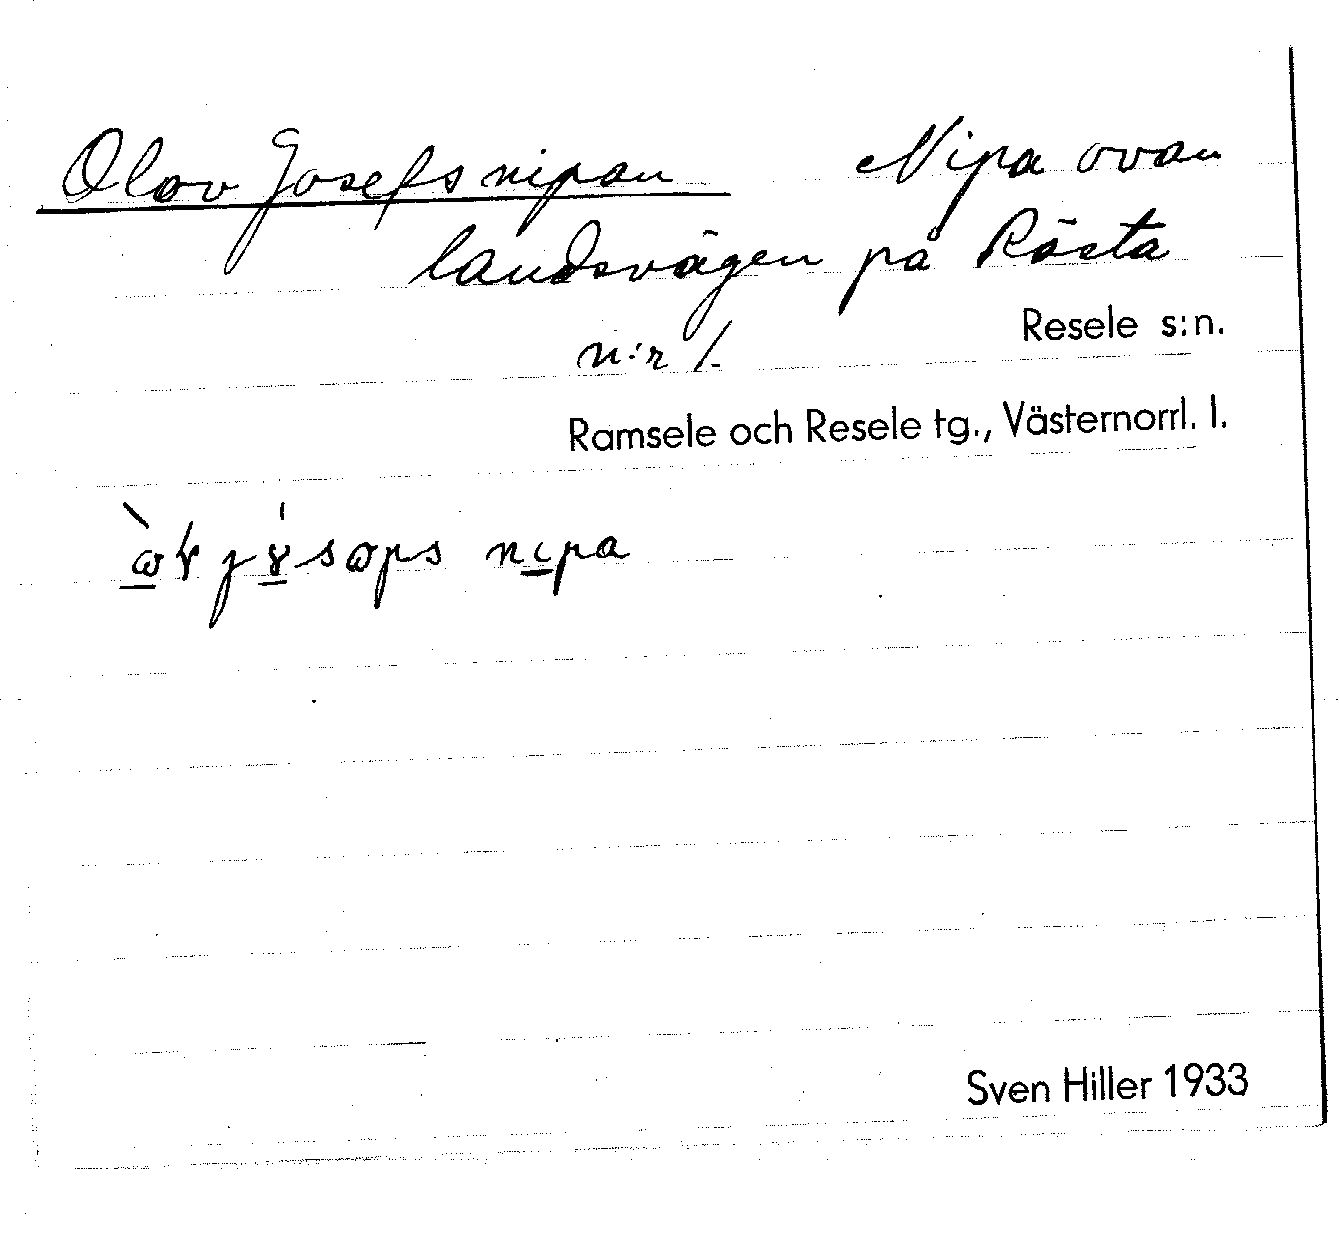 Olov Josefsnipan Nipa ovan
landsvägen på Rösta
n:r 1.
Resele s:n.
Ramsele och Resele tg., Västernorrl. l.
Sven Hiller 1933